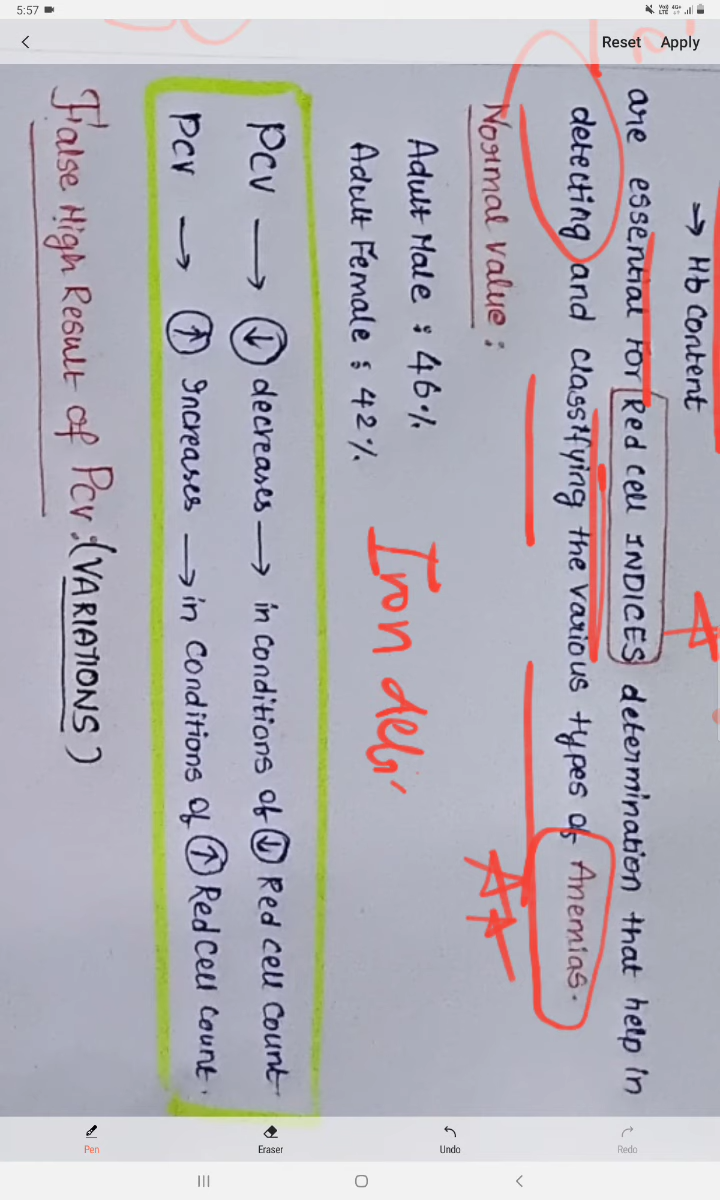 5:57
Reset Apply
→ Hb content
are essential for Red cell INDICES determination that help in
detecting and classifying the various types of Anemias.
Normal value:
Adult Male : 46%
Adult Female : 42%
Iron defi
Pcv → ↓ decreases → in conditions of ↓ Red cell count.
Pcv → ↑ Increases → in conditions of ↑ Red cell count.
False High Result of Pcv: (VARIATIONS)
Pen Eraser Undo Redo